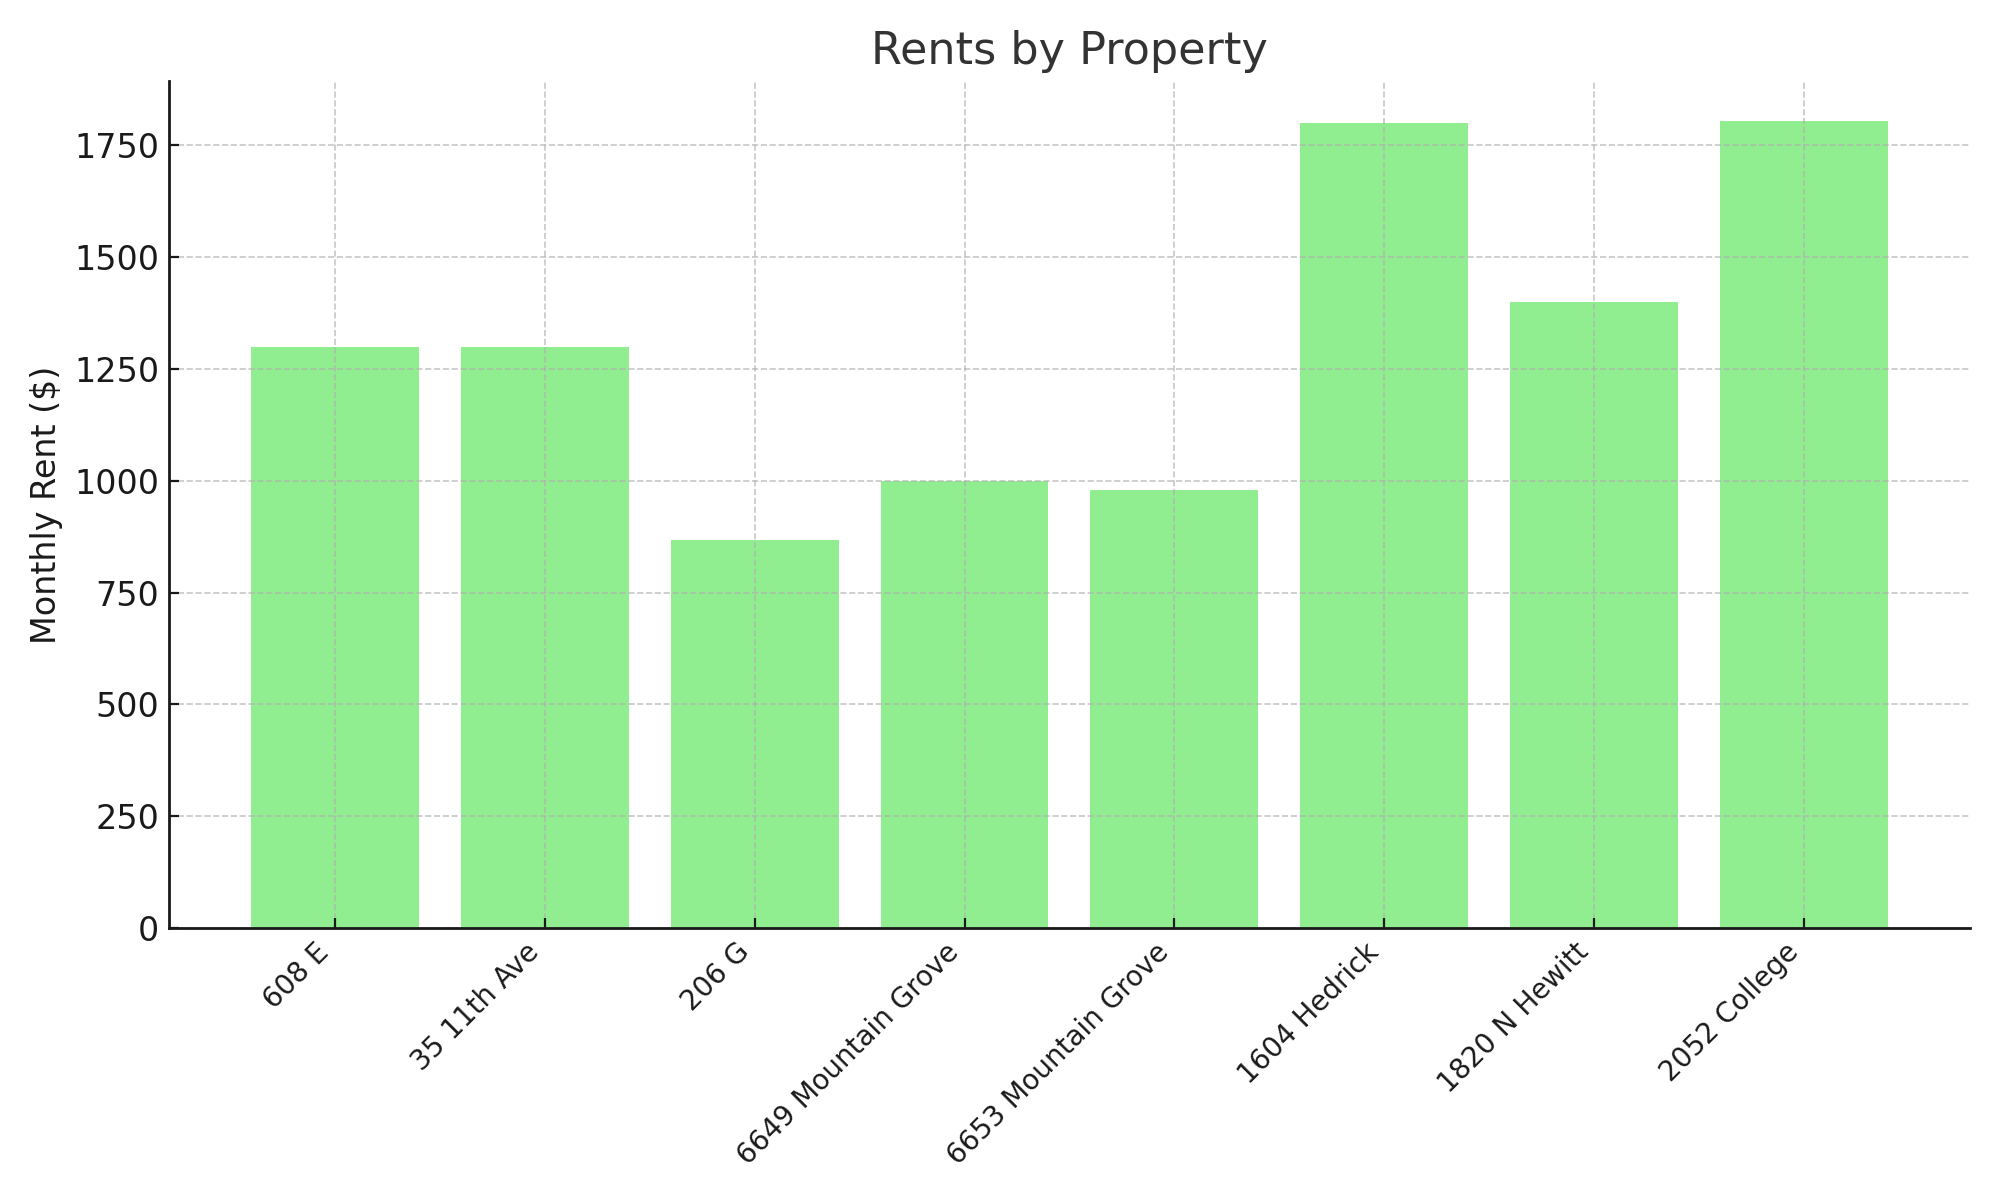 Rents by Property
Monthly Rent ($)
1750
1500
1250
1000
750
500
250
0
608 E
35 11th Ave
206 G
6649 Mountain Grove
6653 Mountain Grove
1604 Hedrick
1820 N Hewitt
2052 College